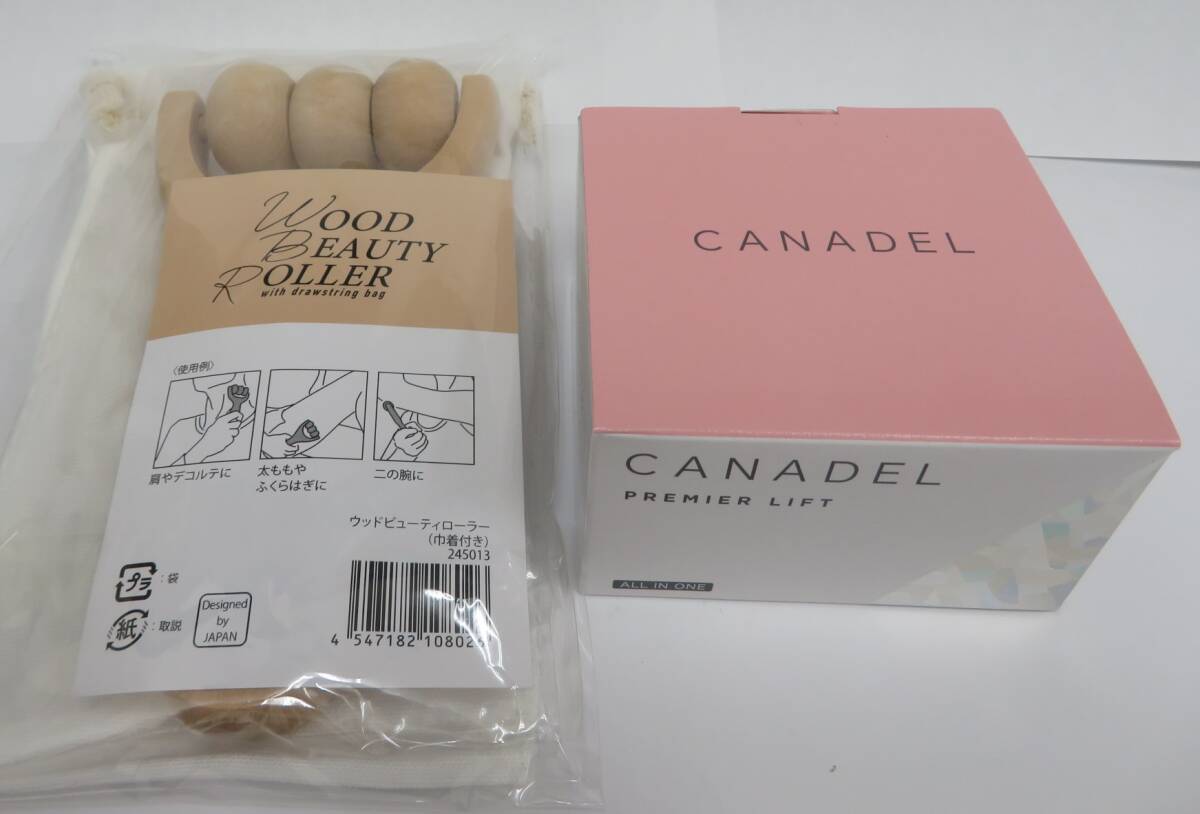 WOOD
BEAUTY
ROLLER
with drawstring bag
〈使用例〉
肩やデコルテに
太ももや
ふくらはぎに
二の腕に
ウッドビューティローラー
(巾着付き)
245013
プラ : 袋
紙 : 取説
Designed
by
JAPAN
4 547182
CANADEL
CANADEL
PREMIER LIFT
ALL IN ONE